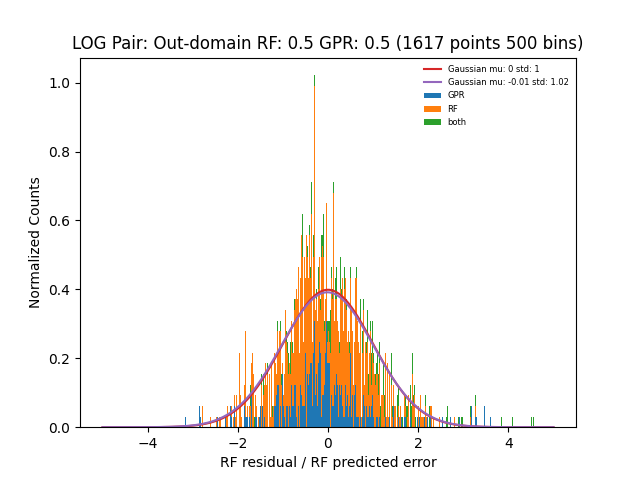 LOG Pair: Out-domain RF: 0.5 GPR: 0.5 (1617 points 500 bins)
Gaussian mu: 0 std: 1
Gaussian mu: -0.01 std: 1.02
GPR
RF
both
Normalized Counts
1.0
0.8
0.6
0.4
0.2
0.0
−4
−2
0
2
4
RF residual / RF predicted error